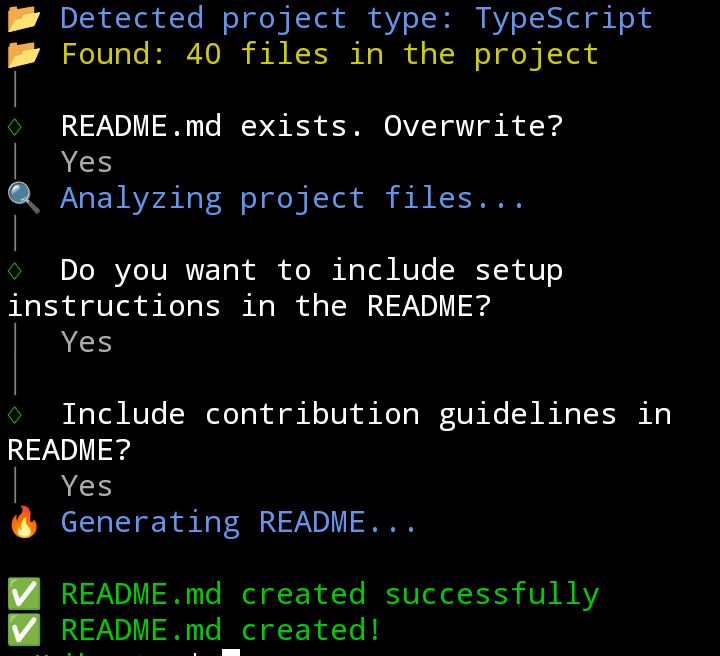 Detected project type: TypeScript
Found: 40 files in the project
README.md exists. Overwrite?
Yes
Analyzing project files...
Do you want to include setup
instructions in the README?
Yes
Include contribution guidelines in
README?
Yes
Generating README...
README.md created successfully
README.md created!